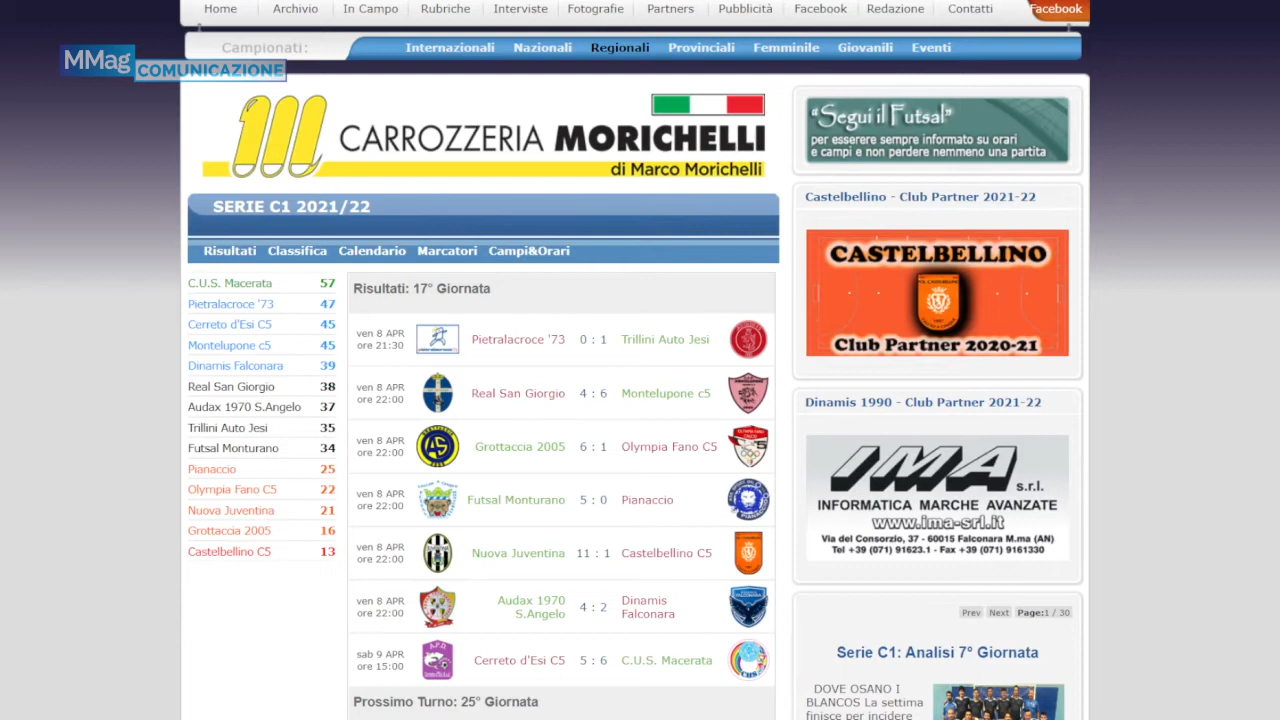 Home Archivio In Campo Rubriche Interviste Fotografie Partners Pubblicità Facebook Redazione Contatti Facebook
Campionati: Internazionali Nazionali Regionali Provinciali Femminile Giovanili Eventi
MMag
COMUNICAZIONE
CARROZZERIA MORICHELLI
di Marco Morichelli
SERIE C1 2021/22
Risultati Classifica Calendario Marcatori Campi&Orari
C.U.S. Macerata 57
Pietralacroce '73 47
Cerreto d'Esi C5 45
Montelupone c5 45
Dinamis Falconara 39
Real San Giorgio 38
Audax 1970 S.Angelo 37
Trillini Auto Jesi 35
Futsal Monturano 34
Pianaccio 25
Olympia Fano C5 22
Nuova Juventina 21
Grottaccia 2005 16
Castelbellino C5 13
Risultati: 17° Giornata
ven 8 APR
ore 21:30
Pietralacroce '73 0 : 1 Trillini Auto Jesi
ven 8 APR
ore 22:00
Real San Giorgio 4 : 6 Montelupone c5
ven 8 APR
ore 22:00
Grottaccia 2005 6 : 1 Olympia Fano C5
ven 8 APR
ore 22:00
Futsal Monturano 5 : 0 Pianaccio
ven 8 APR
ore 22:00
Nuova Juventina 11 : 1 Castelbellino C5
ven 8 APR
ore 22:00
Audax 1970
S.Angelo
4 : 2
Dinamis
Falconara
sab 9 APR
ore 15:00
Cerreto d'Esi C5 5 : 6 C.U.S. Macerata
Prossimo Turno: 25° Giornata
“Segui il Futsal”
per esserere sempre informato su orari
e campi e non perdere nemmeno una partita
Castelbellino - Club Partner 2021-22
CASTELBELLINO
Club Partner 2020-21
Dinamis 1990 - Club Partner 2021-22
IMA s.r.l.
INFORMATICA MARCHE AVANZATE
www.ima-srl.it
Via del Consorzio, 37 - 60015 Falconara M.ma (AN)
Tel +39 (071) 91623.1 - Fax +39 (071) 9161330
Prev Next Page:1 / 30
Serie C1: Analisi 7° Giornata
DOVE OSANO I
BLANCOS La settima
finisce per incidere